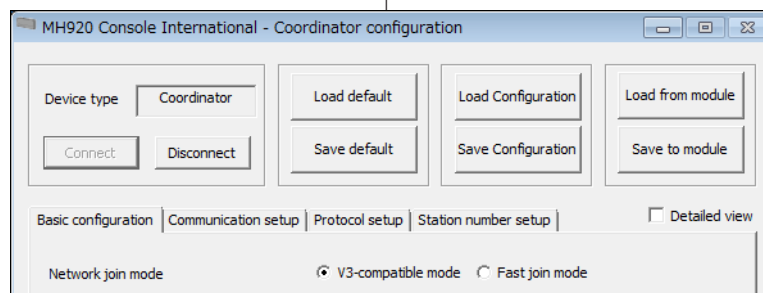 MH920 Console International - Coordinator configuration
Device type Coordinator
Connect Disconnect
Load default
Save default
Load Configuration
Save Configuration
Load from module
Save to module
Basic configuration Communication setup Protocol setup Station number setup Detailed view
Network join mode V3-compatible mode Fast join mode